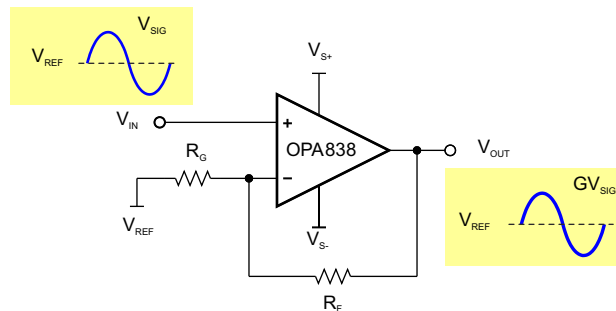 V_SIG
V_REF
V_S+
V_IN
+
OPA838
R_G
−
V_OUT
V_REF
V_S-
GV_SIG
V_REF
R_F